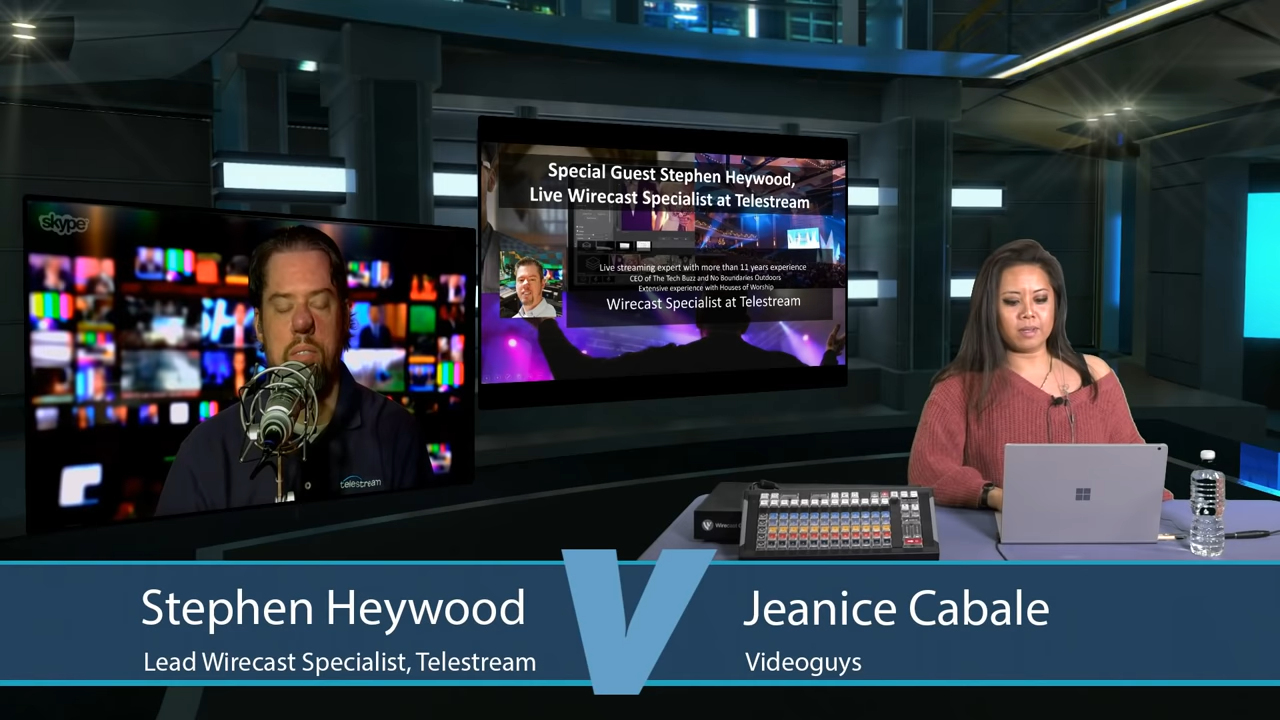 skype
Special Guest Stephen Heywood,
Live Wirecast Specialist at Telestream
Live streaming expert with more than 11 years experience
CEO of The Tech Buzz and No Boundaries Outdoors
Extensive experience with Houses of Worship
Wirecast Specialist at Telestream
telestream
Stephen Heywood
Lead Wirecast Specialist, Telestream
V
Jeanice Cabale
Videoguys